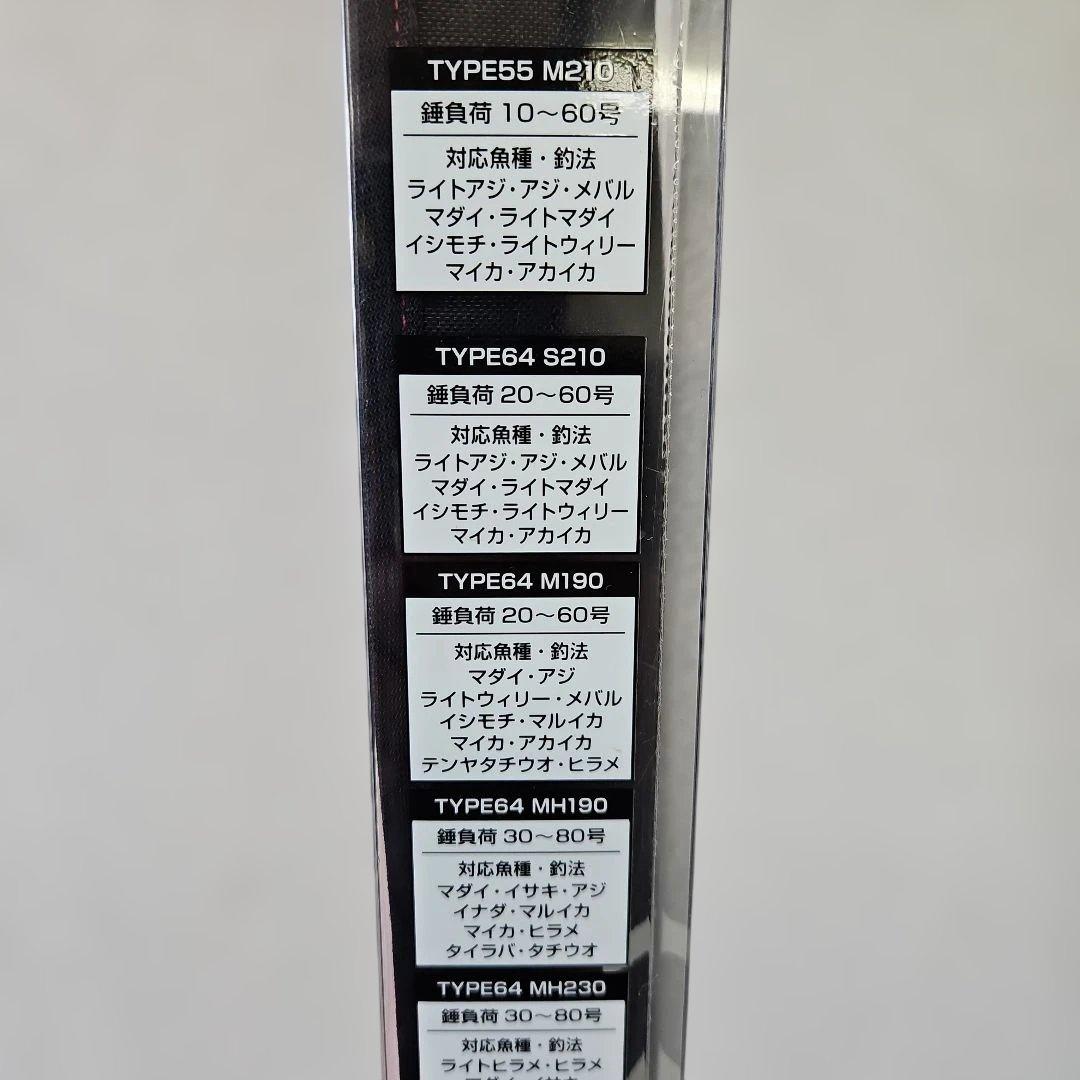 TYPE55 M210
錘負荷 10～60号
対応魚種・釣法
ライトアジ・アジ・メバル
マダイ・ライトマダイ
イシモチ・ライトウィリー
マイカ・アカイカ
TYPE64 S210
錘負荷 20～60号
対応魚種・釣法
ライトアジ・アジ・メバル
マダイ・ライトマダイ
イシモチ・ライトウィリー
マイカ・アカイカ
TYPE64 M190
錘負荷 20～60号
対応魚種・釣法
マダイ・アジ
ライトウィリー・メバル
イシモチ・マルイカ
マイカ・アカイカ
テンヤタチウオ・ヒラメ
TYPE64 MH190
錘負荷 30～80号
対応魚種・釣法
マダイ・イサキ・アジ
イナダ・マルイカ
マイカ・ヒラメ
タイラバ・タチウオ
TYPE64 MH230
錘負荷 30～80号
対応魚種・釣法
ライトヒラメ・ヒラメ